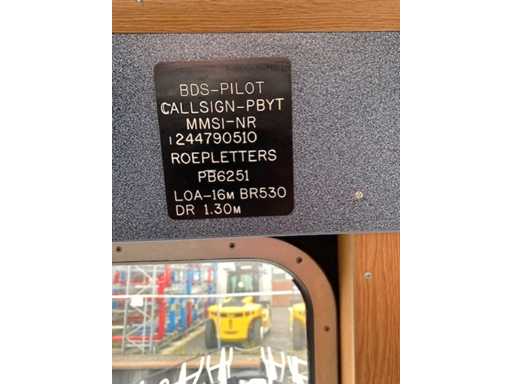 BDS-PILOT
CALLSIGN-PBYT
MMSI-NR
244790510
ROEPLETTERS
PB6251
LOA-16M BR530
DR 1.30M